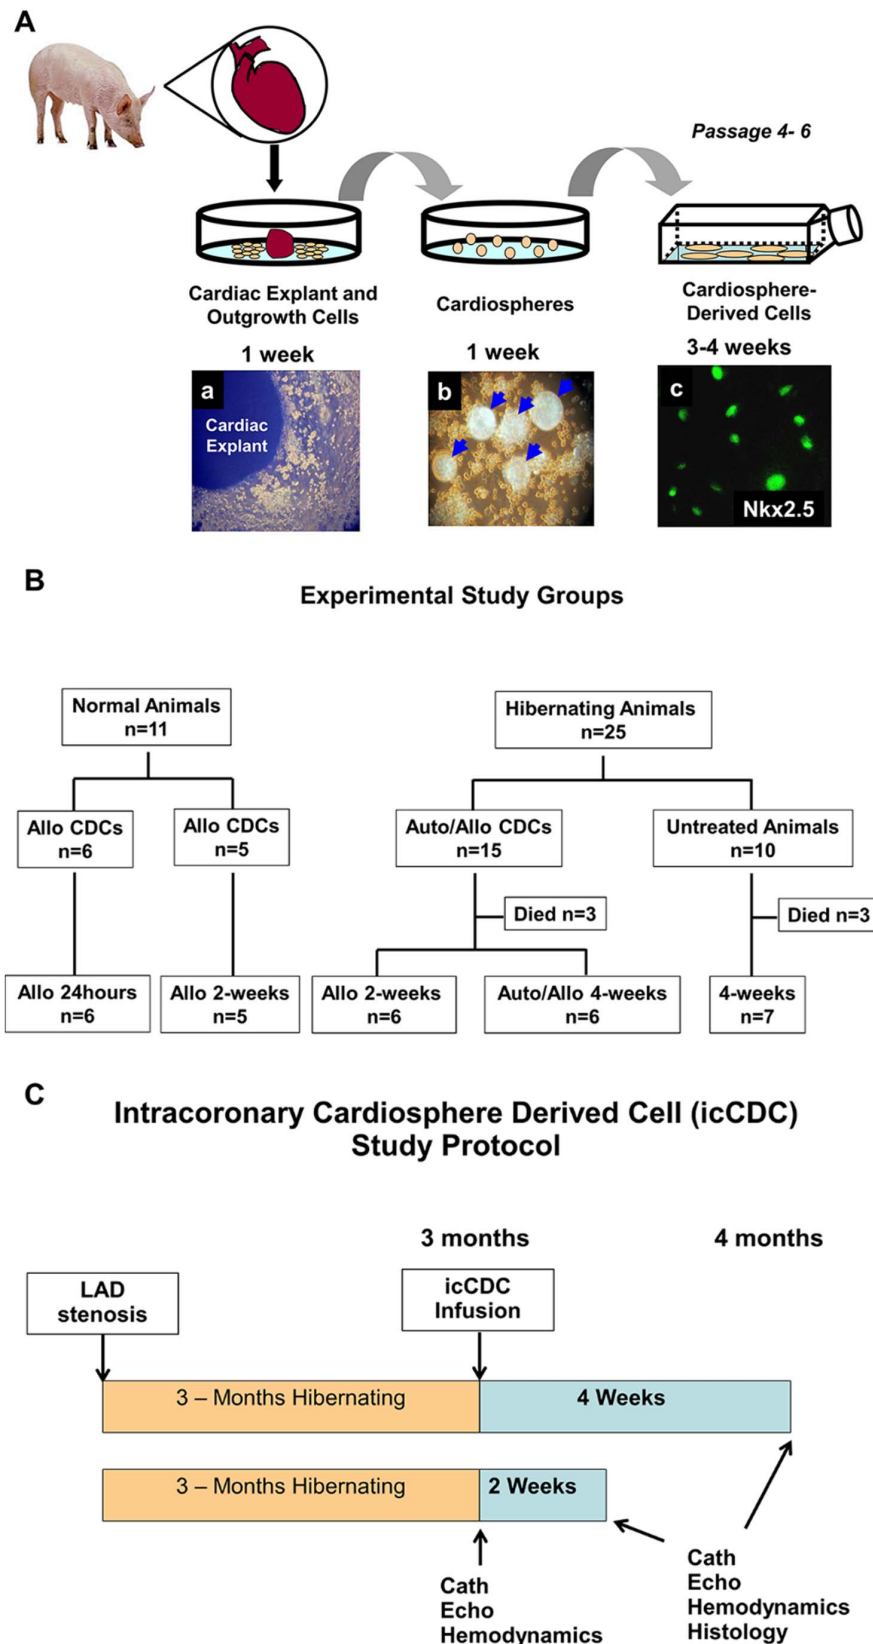 A
Passage 4- 6
Cardiac Explant and
Outgrowth Cells
Cardiospheres
Cardiosphere-
Derived Cells
1 week
1 week
3-4 weeks
a
Cardiac
Explant
b
c
Nkx2.5
B
Experimental Study Groups
Normal Animals
n=11
Hibernating Animals
n=25
Allo CDCs
n=6
Allo CDCs
n=5
Auto/Allo CDCs
n=15
Untreated Animals
n=10
Died n=3
Died n=3
Allo 24hours
n=6
Allo 2-weeks
n=5
Allo 2-weeks
n=6
Auto/Allo 4-weeks
n=6
4-weeks
n=7
C
Intracoronary Cardiosphere Derived Cell (icCDC)
Study Protocol
3 months
4 months
LAD
stenosis
icCDC
Infusion
3 – Months Hibernating
4 Weeks
3 – Months Hibernating
2 Weeks
Cath
Echo
Hemodynamics
Cath
Echo
Hemodynamics
Histology